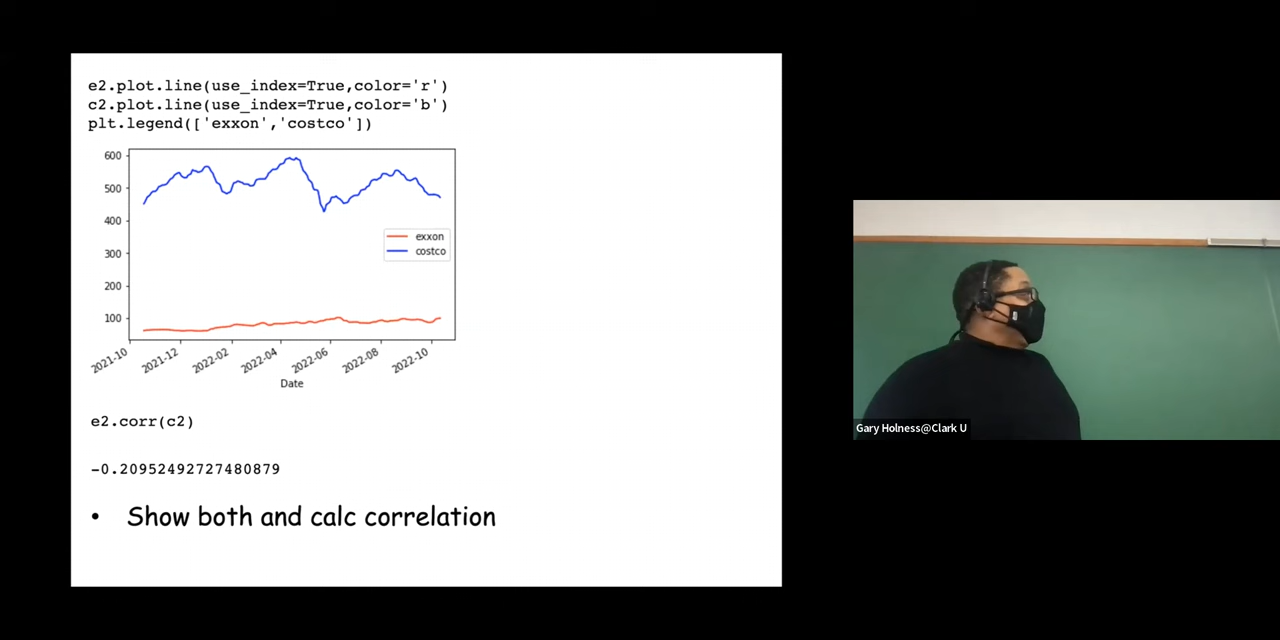 e2.plot.line(use_index=True,color='r')
c2.plot.line(use_index=True,color='b')
plt.legend(['exxon','costco'])
600
500
400
300
200
100
exxon
costco
2021-10
2021-12
2022-02
2022-04
2022-06
2022-08
2022-10
Date
e2.corr(c2)
-0.20952492727480879
• Show both and calc correlation
Gary Holness@Clark U